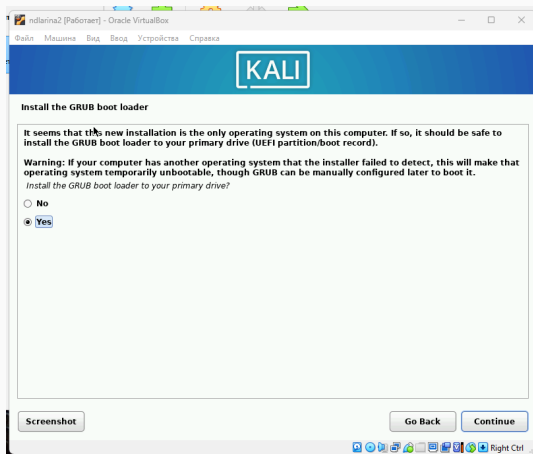 ndlarina2 [Работает] - Oracle VirtualBox
Файл Машина Вид Ввод Устройства Справка
KALI
Install the GRUB boot loader
It seems that this new installation is the only operating system on this computer. If so, it should be safe to
install the GRUB boot loader to your primary drive (UEFI partition/boot record).
Warning: If your computer has another operating system that the installer failed to detect, this will make that
operating system temporarily unbootable, though GRUB can be manually configured later to boot it.
Install the GRUB boot loader to your primary drive?
No
Yes
Screenshot Go Back Continue
Right Ctrl